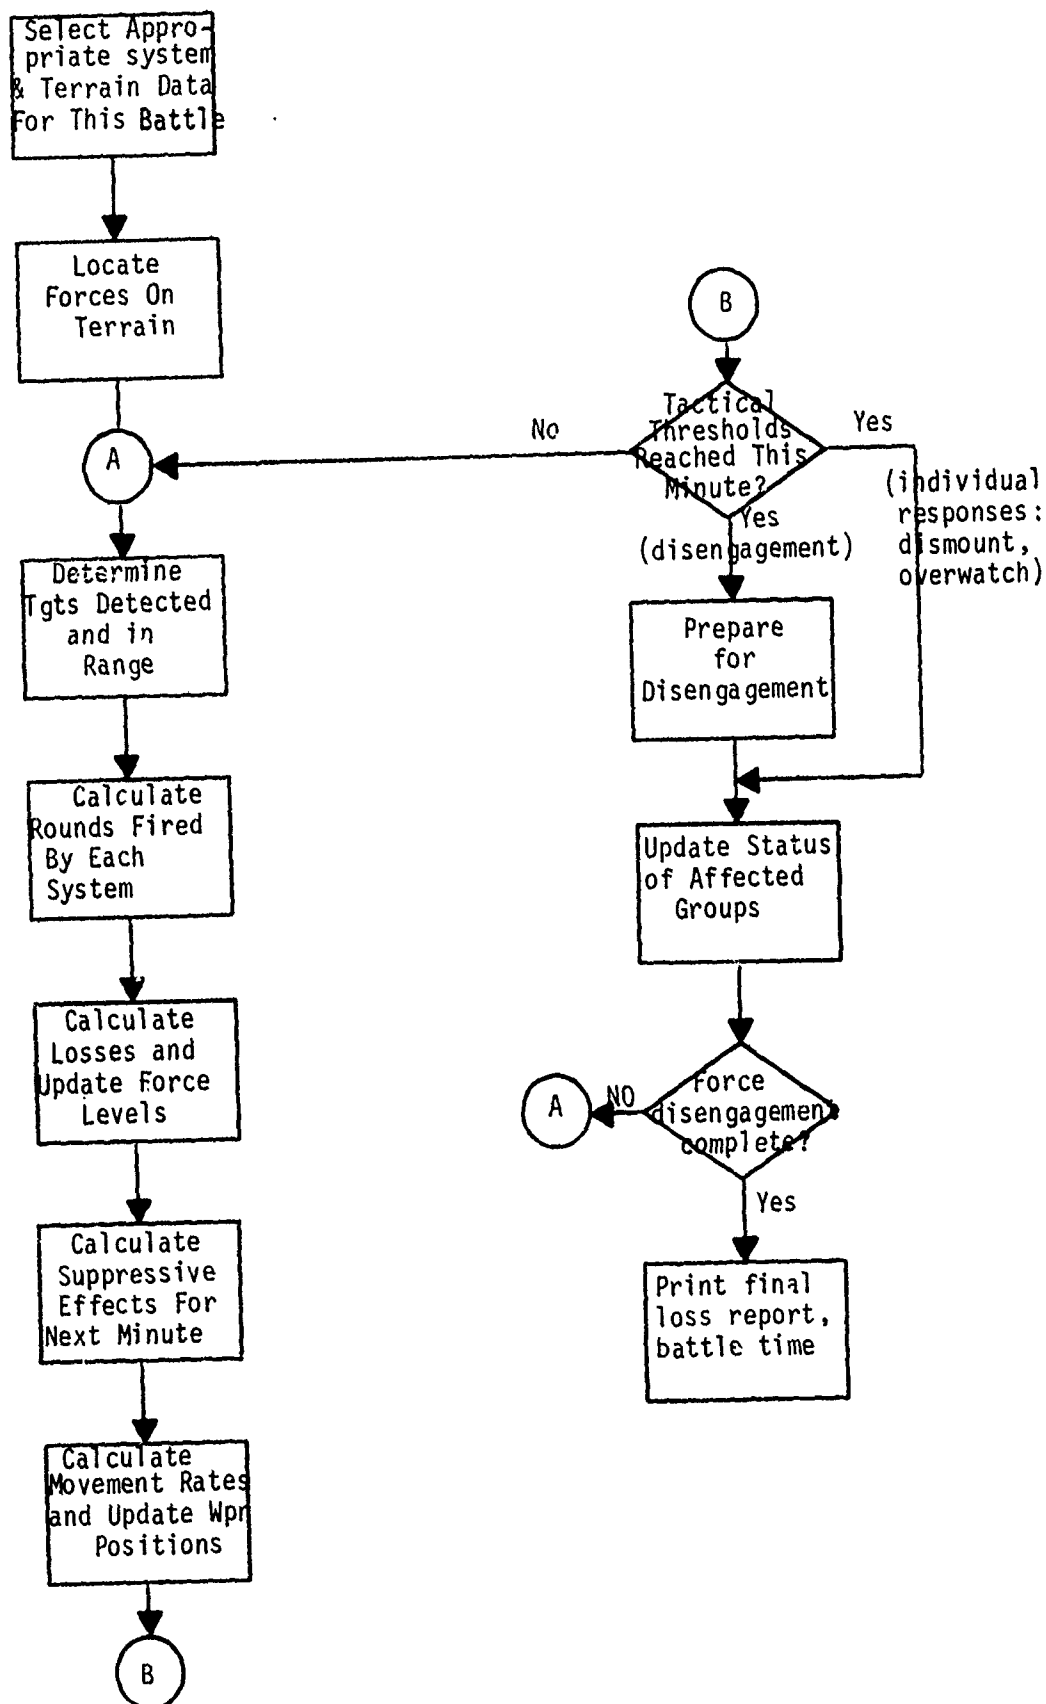 Select Appro-
priate system
& Terrain Data
For This Battle
Locate
Forces On
Terrain
A
Determine
Tgts Detected
and in
Range
Calculate
Rounds Fired
By Each
System
Calculate
Losses and
Update Force
Levels
Calculate
Suppressive
Effects For
Next Minute
Calculate
Movement Rates
and Update Wpn
Positions
B
B
Tactical
Thresholds
Reached This
Minute?
No
Yes
(individual
responses:
dismount,
overwatch)
Yes
(disengagement)
Prepare
for
Disengagement
Update Status
of Affected
Groups
Force
disengagement
complete?
NO
A
Yes
Print final
loss report,
battle time